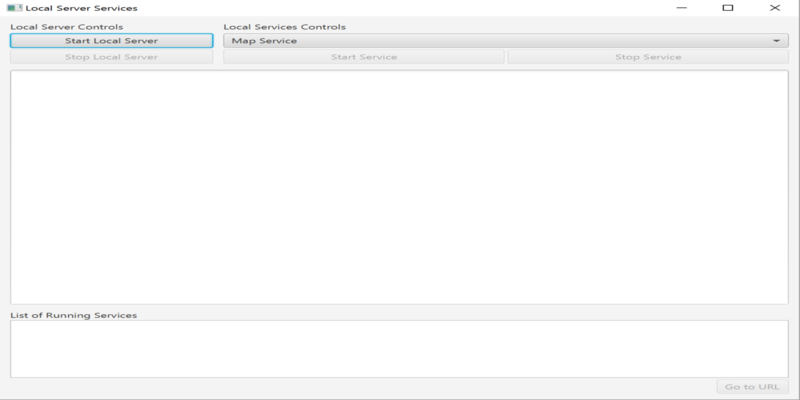 Local Server Services
Local Server Controls
Local Services Controls
Start Local Server
Map Service
Stop Local Server
Start Service
Stop Service
List of Running Services
Go to URL